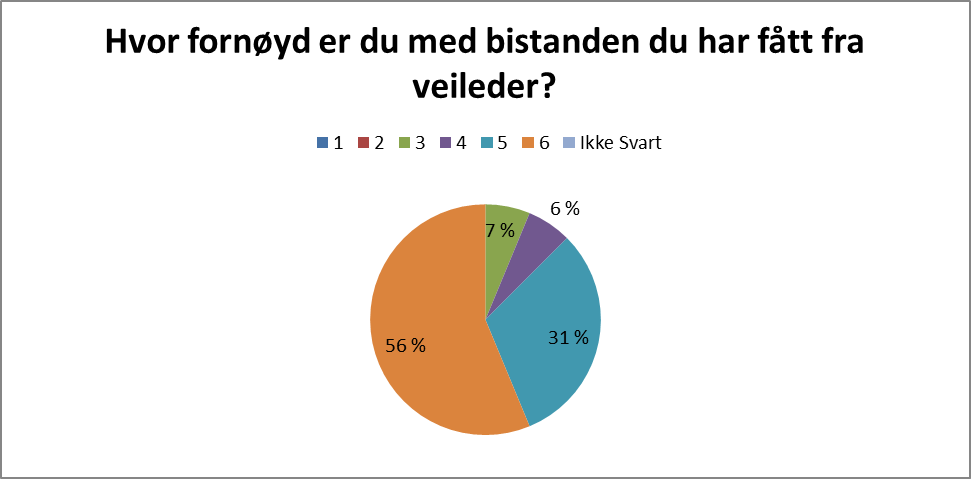 Hvor fornøyd er du med bistanden du har fått fra
veileder?
1 2 3 4 5 6 Ikke Svart
6 %
7 %
31 %
56 %